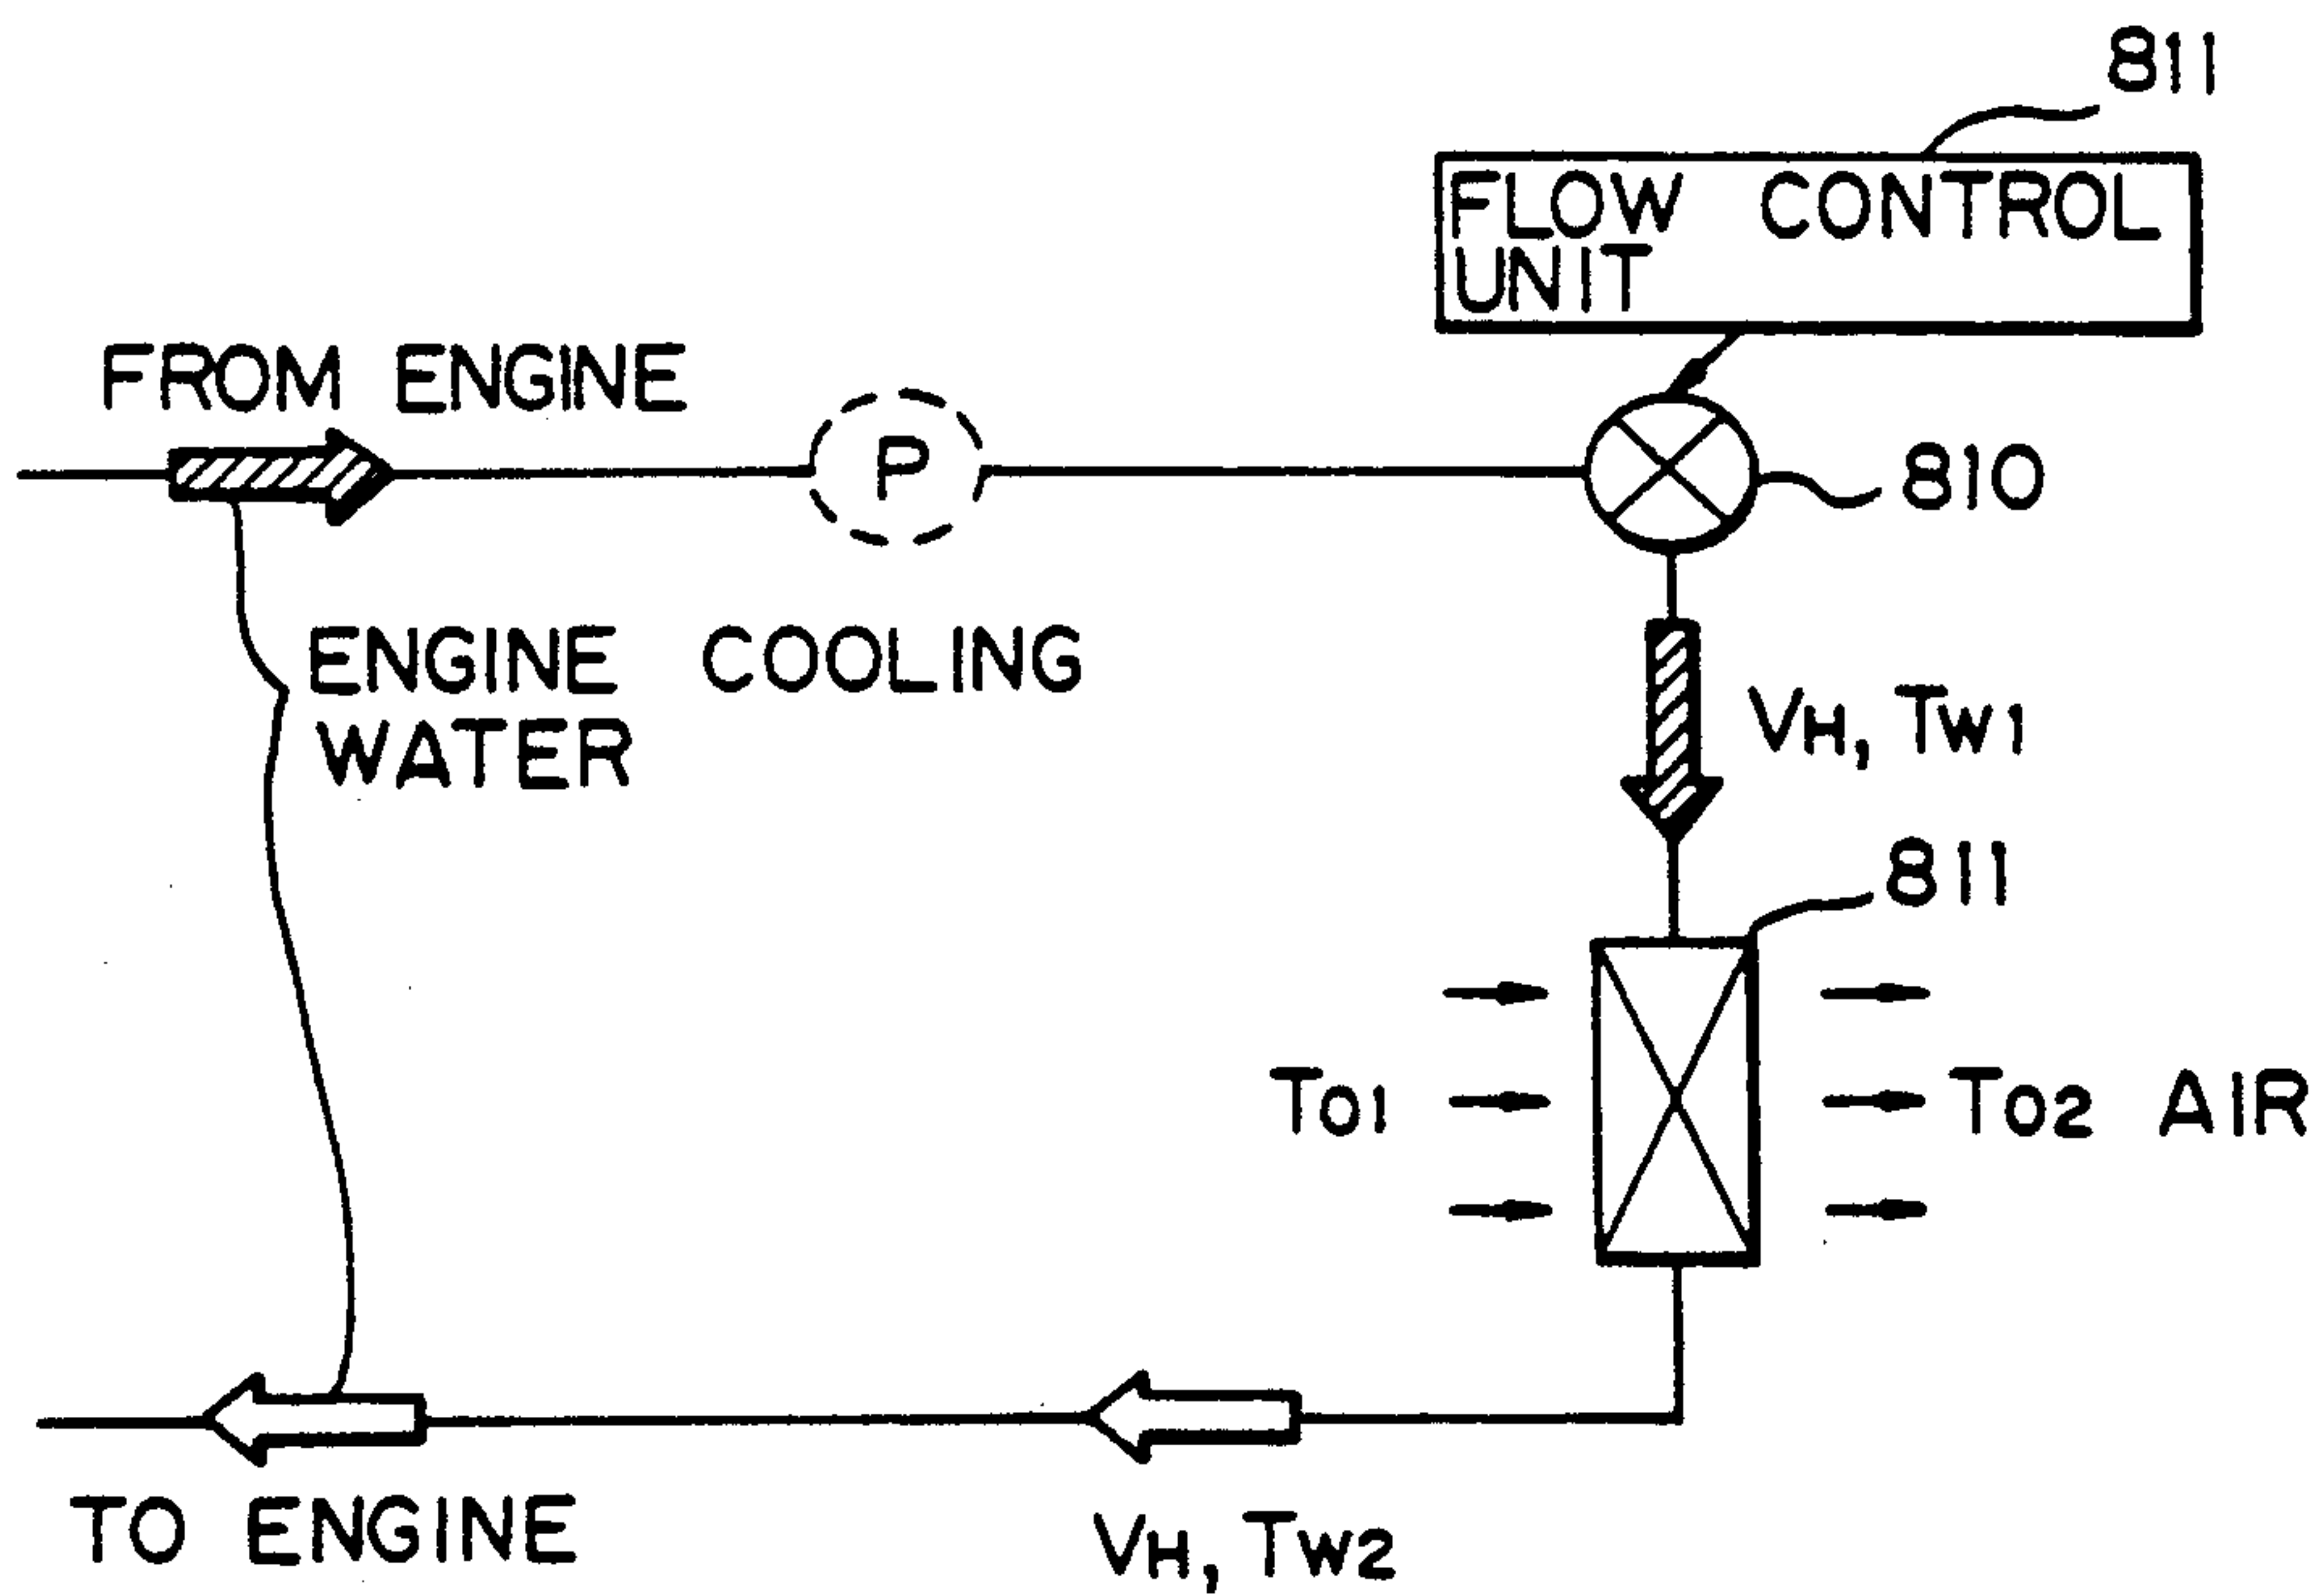 811
FLOW CONTROL
UNIT
FROM ENGINE
P
810
ENGINE COOLING
WATER
VH, TW1
811
TO1
TO2 AIR
TO ENGINE
VH, TW2